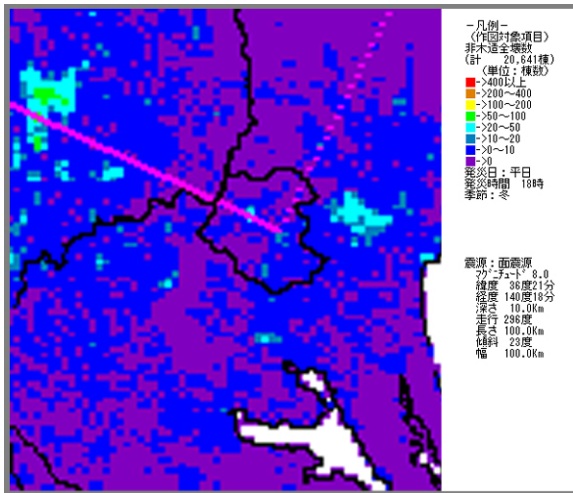 -凡例-
(作図対象項目)
非木造全壊数
(計 20,641棟)
(単位:棟数)
->400以上
->200~400
->100~200
->50~100
->20~50
->10~20
->0~10
->0
発災日:平日
発災時間 18時
季節:冬
震源:面震源
マグニチュード 8.0
緯度 36度21分
経度 140度18分
深さ 10.0Km
走行 296度
長さ 100.0Km
傾斜 23度
幅 100.0Km